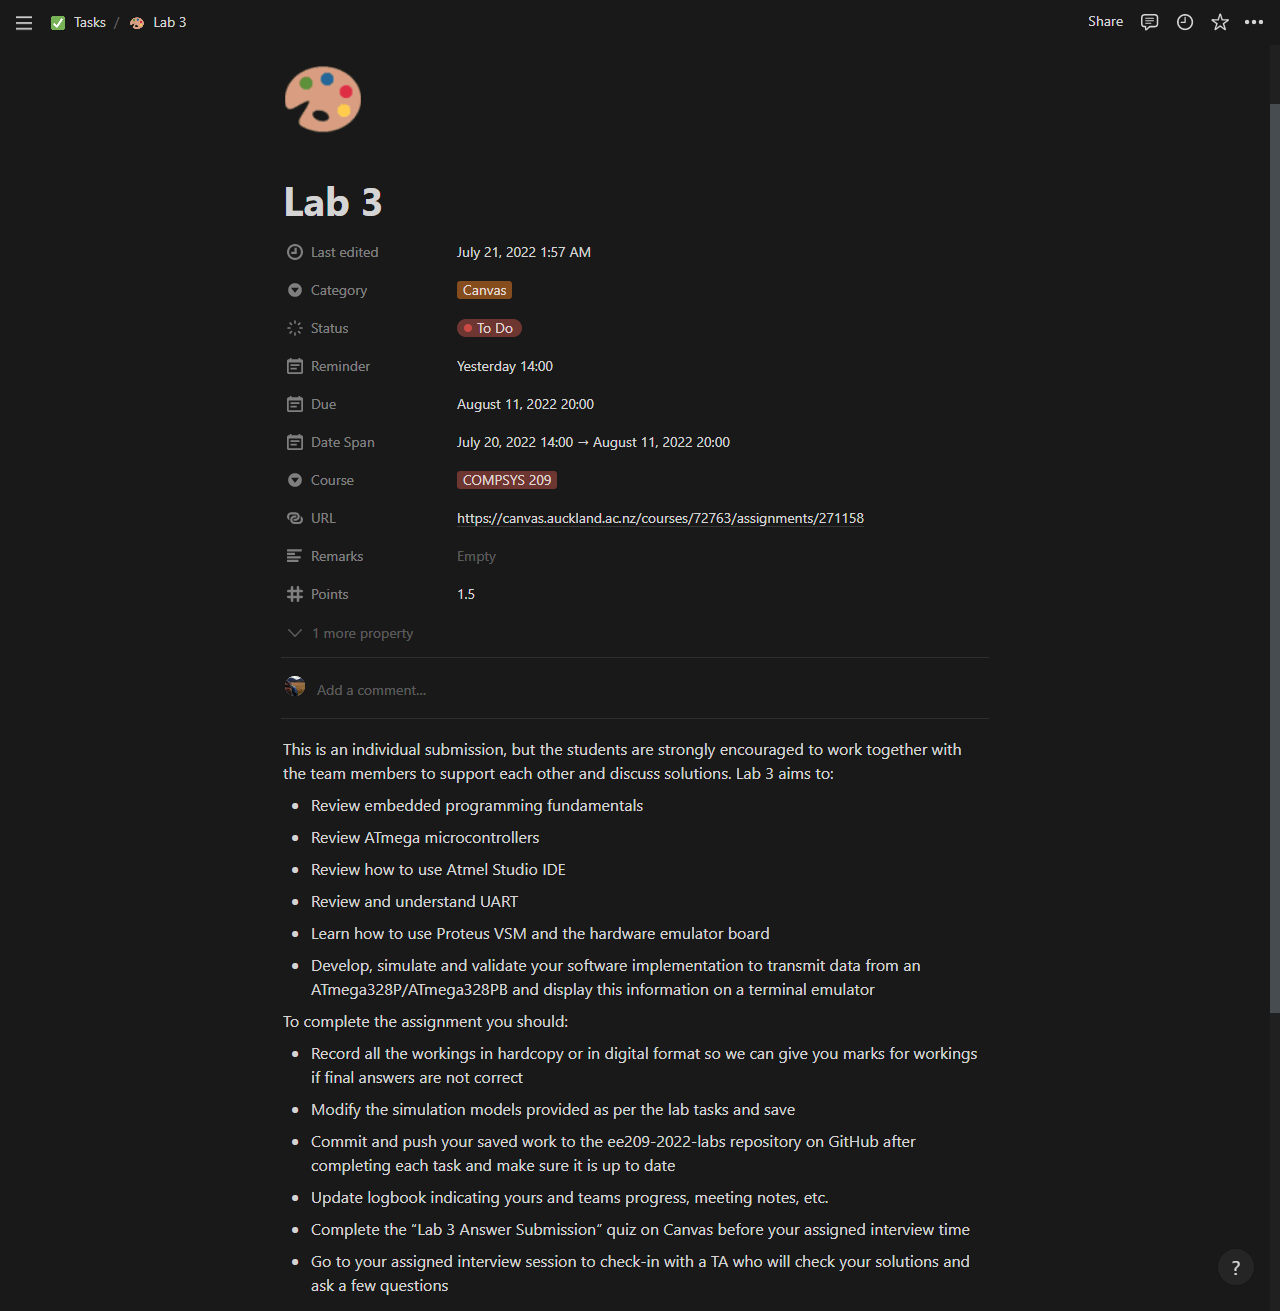 Tasks / Lab 3
Share
Lab 3
Last edited July 21, 2022 1:57 AM
Category Canvas
Status To Do
Reminder Yesterday 14:00
Due August 11, 2022 20:00
Date Span July 20, 2022 14:00 → August 11, 2022 20:00
Course COMPSYS 209
URL https://canvas.auckland.ac.nz/courses/72763/assignments/271158
Remarks Empty
Points 1.5
1 more property
Add a comment...
This is an individual submission, but the students are strongly encouraged to work together with
the team members to support each other and discuss solutions. Lab 3 aims to:
• Review embedded programming fundamentals
• Review ATmega microcontrollers
• Review how to use Atmel Studio IDE
• Review and understand UART
• Learn how to use Proteus VSM and the hardware emulator board
• Develop, simulate and validate your software implementation to transmit data from an
ATmega328P/ATmega328PB and display this information on a terminal emulator
To complete the assignment you should:
• Record all the workings in hardcopy or in digital format so we can give you marks for workings
if final answers are not correct
• Modify the simulation models provided as per the lab tasks and save
• Commit and push your saved work to the ee209-2022-labs repository on GitHub after
completing each task and make sure it is up to date
• Update logbook indicating yours and teams progress, meeting notes, etc.
• Complete the “Lab 3 Answer Submission” quiz on Canvas before your assigned interview time
• Go to your assigned interview session to check-in with a TA who will check your solutions and
ask a few questions
?